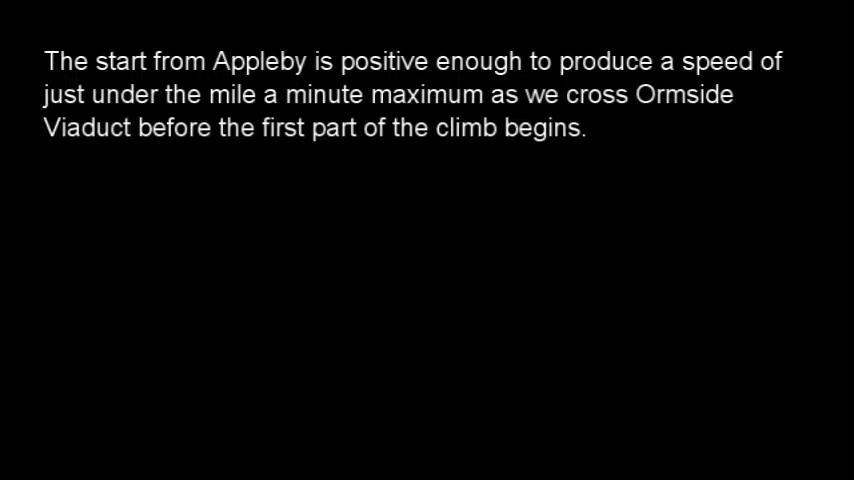 The start from Appleby is positive enough to produce a speed of
just under the mile a minute maximum as we cross Ormside
Viaduct before the first part of the climb begins.